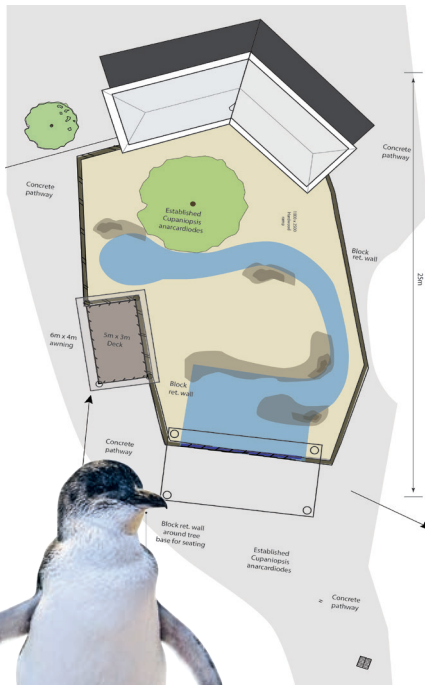 Concrete
pathway
Concrete
pathway
Established
Cupaniopsis
anarcardiodes
Block
ret. wall
25m
6m x 4m
awning
5m x 3m
Deck
Block
ret. wall
Concrete
pathway
Block ret. wall
around tree
base for seating
Established
Cupaniopsis
anarcardiodes
Concrete
pathway